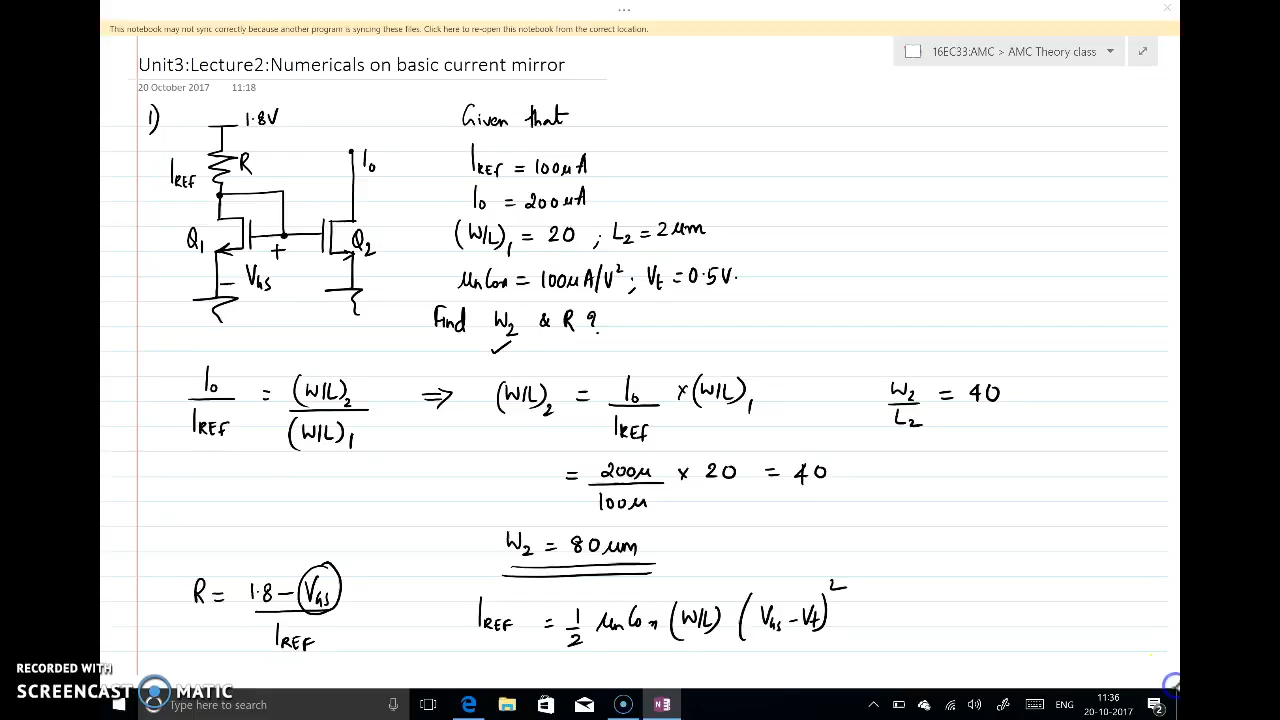 This notebook may not sync correctly because another program is syncing these files. Click here to re-open this notebook from the correct location.
16EC33:AMC > AMC Theory class
Unit3:Lecture2:Numericals on basic current mirror
20 October 2017 11:18
1)
1.8V
R
IREF
I0
Q1
Q2
+
- VGS
Given that
IREF = 100μA
I0 = 200μA
(W/L)1 = 20 ; L2 = 2μm
μnCox = 100μA/V² ; Vt = 0.5V.
Find W2 & R ?
I0/IREF = (W/L)2/(W/L)1 ⇒ (W/L)2 = I0/IREF × (W/L)1
W2/L2 = 40
= 200μ/100μ × 20 = 40
W2 = 80μm
R = 1.8 - VGS / IREF
IREF = 1/2 μnCox (W/L) (VGS - Vt)²
RECORDED WITH
SCREENCAST MATIC
Type here to search
ENG
11:36
20-10-2017
2